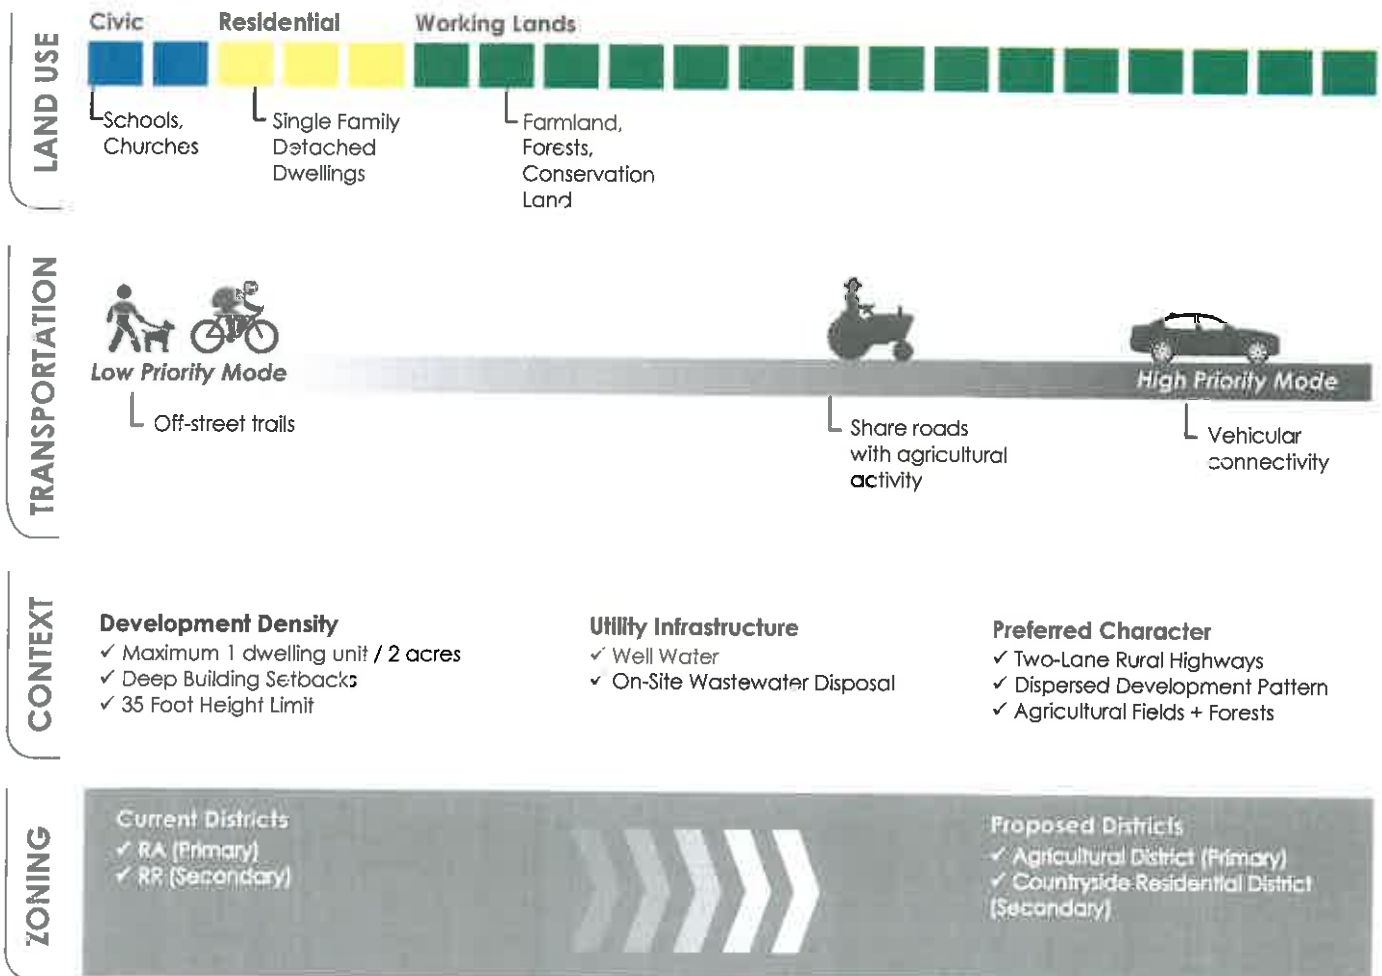 LAND USE
Civic
Residential
Working Lands
Schools,
Churches
Single Family
Detached
Dwellings
Farmland,
Forests,
Conservation
Land
TRANSPORTATION
Low Priority Mode
High Priority Mode
Off-street trails
Share roads
with agricultural
activity
Vehicular
connectivity
CONTEXT
Development Density
✓ Maximum 1 dwelling unit / 2 acres
✓ Deep Building Setbacks
✓ 35 Foot Height Limit
Utility Infrastructure
✓ Well Water
✓ On-Site Wastewater Disposal
Preferred Character
✓ Two-Lane Rural Highways
✓ Dispersed Development Pattern
✓ Agricultural Fields + Forests
ZONING
Current Districts
✓ RA (Primary)
✓ RR (Secondary)
Proposed Districts
✓ Agricultural District (Primary)
✓ Countryside Residential District
(Secondary)